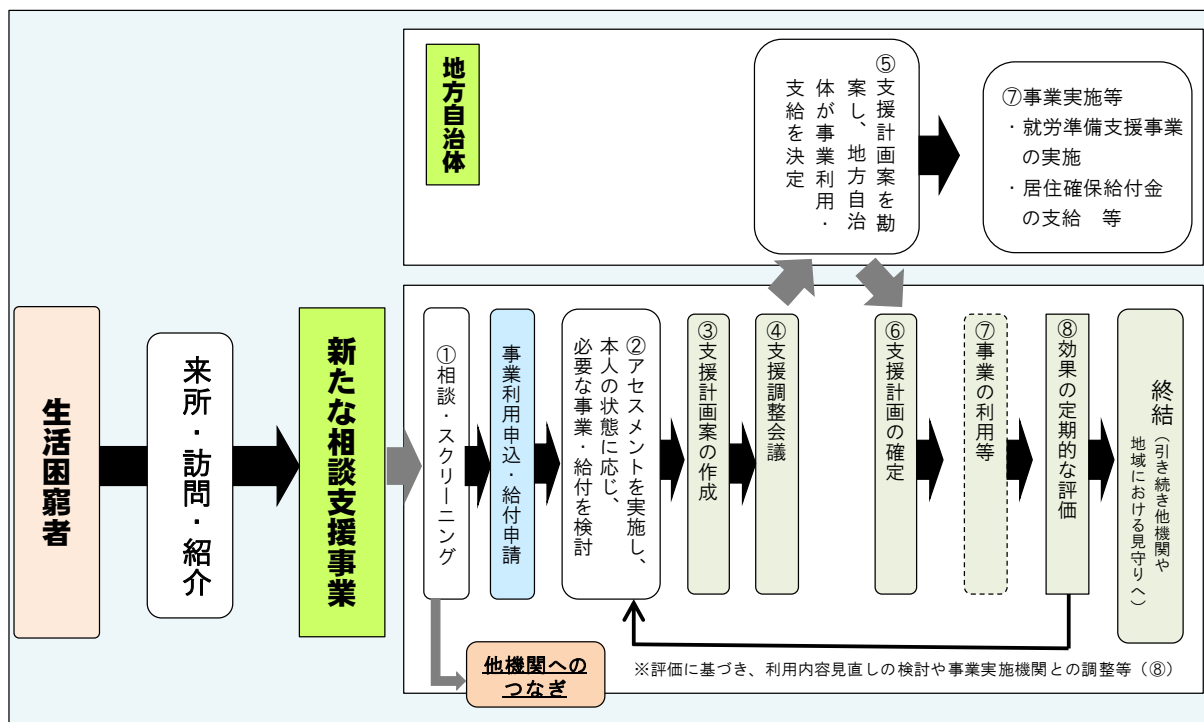 地方自治体
⑤支援計画案を勘
案し、地方自治
体が事業利用・
支給を決定
⑦事業実施等
・就労準備支援事業
の実施
・居住確保給付金
の支給　等
生活困窮者
来所・訪問・紹介
新たな相談支援事業
①相談・スクリーニング
事業利用申込・給付申請
②アセスメントを実施し、
本人の状態に応じ、
必要な事業・給付を検討
③支援計画案の作成
④支援調整会議
⑥支援計画の確定
⑦事業の利用等
⑧効果の定期的な評価
終結（引き続き他機関や
地域における見守りへ）
他機関への
つなぎ
※評価に基づき、利用内容見直しの検討や事業実施機関との調整等（⑧）